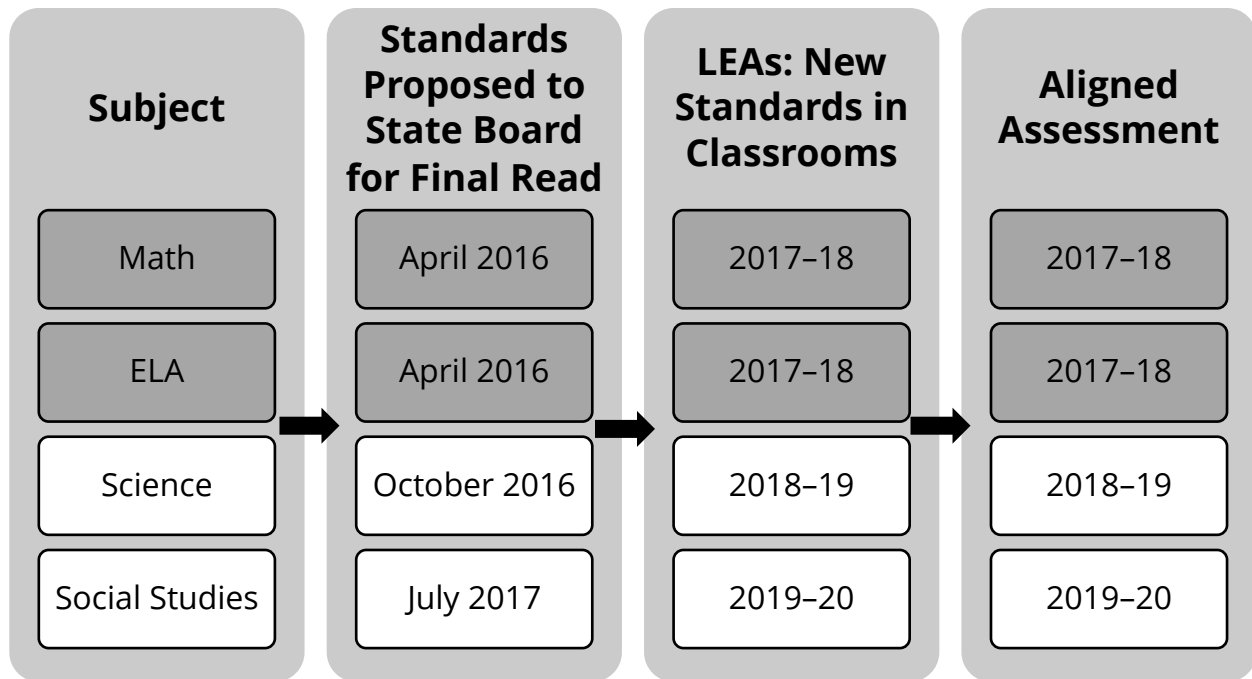 Subject
Standards
Proposed to
State Board
for Final Read
LEAs: New
Standards in
Classrooms
Aligned
Assessment
Math
April 2016
2017–18
2017–18
ELA
April 2016
2017–18
2017–18
Science
October 2016
2018–19
2018–19
Social Studies
July 2017
2019–20
2019–20